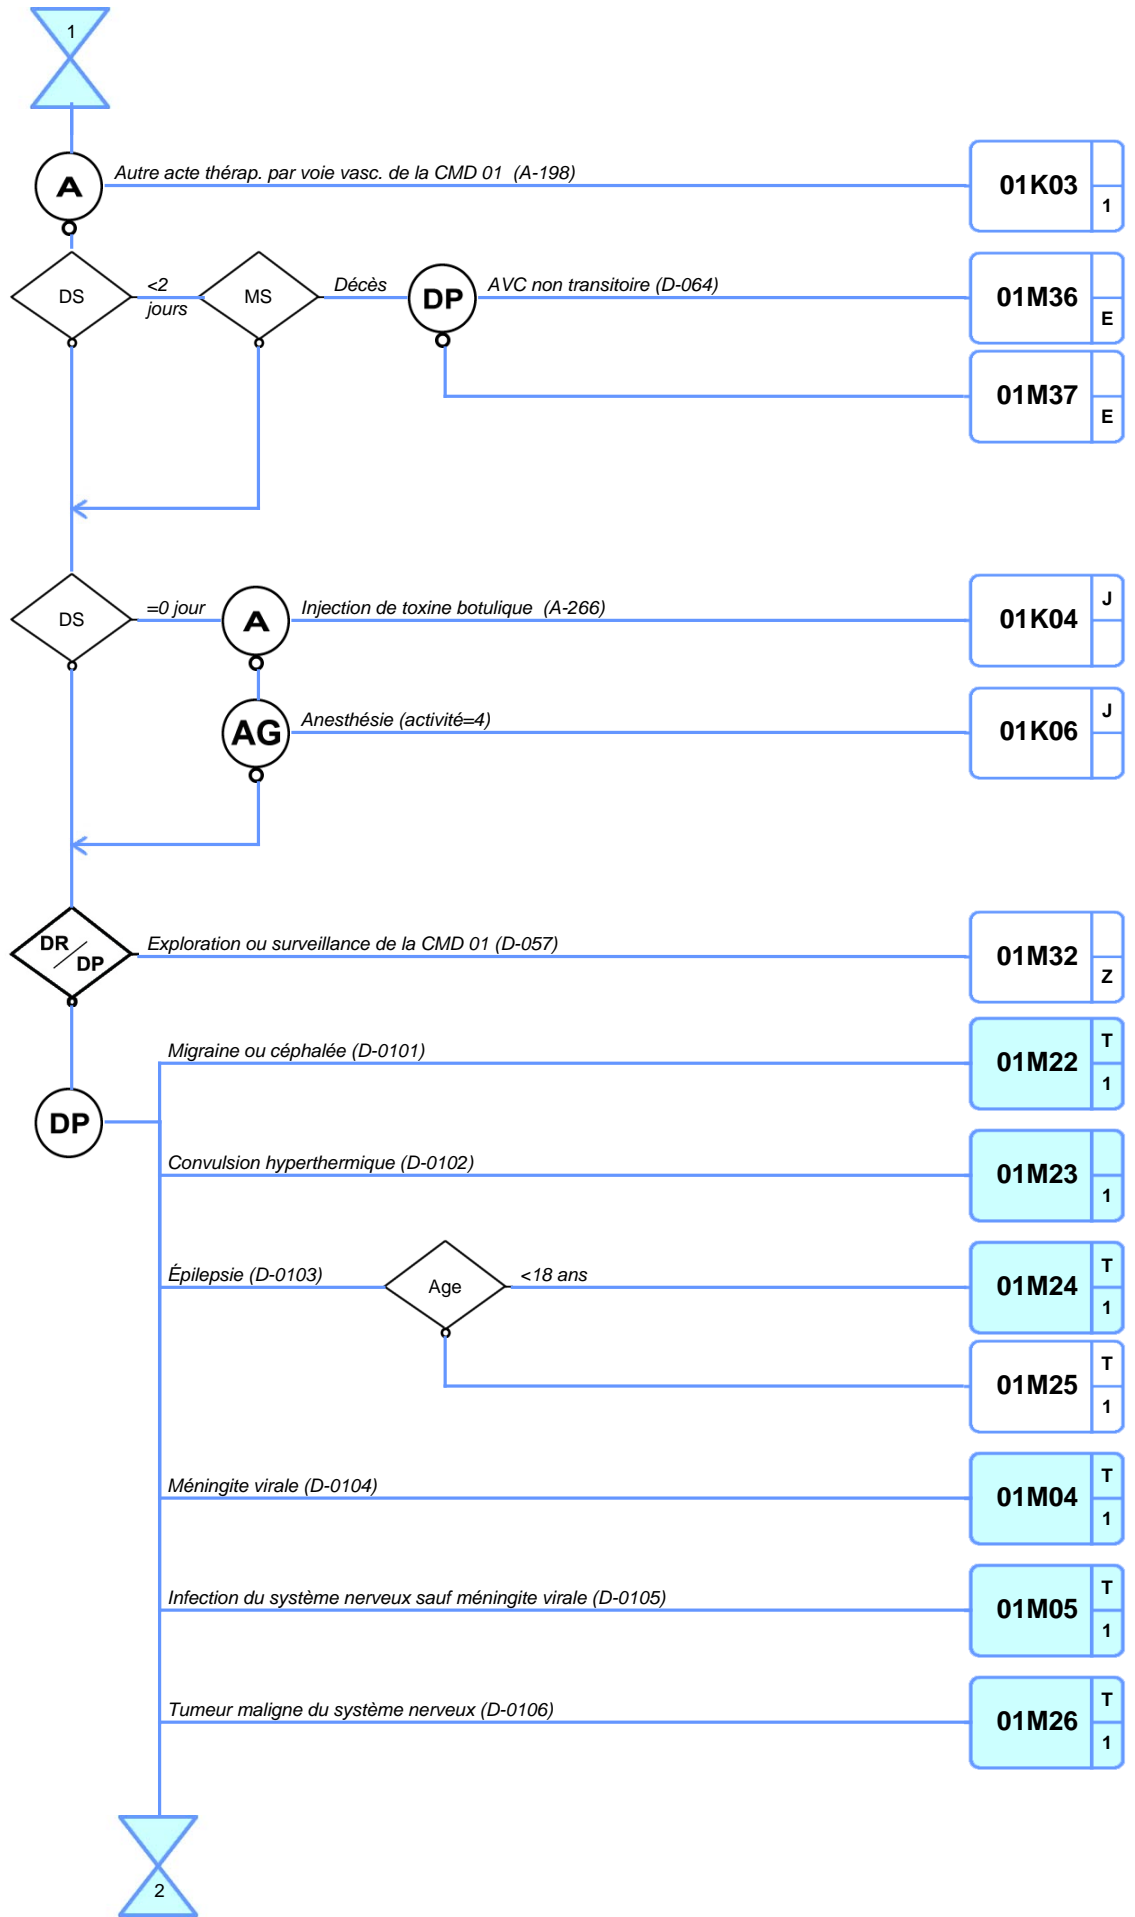 1
A
Autre acte thérap. par voie vasc. de la CMD 01 (A-198)
01K03
1
DS
<2
jours
MS
Décès
DP
AVC non transitoire (D-064)
01M36
E
01M37
E
DS
=0 jour
A
Injection de toxine botulique (A-266)
01K04
J
AG
Anesthésie (activité=4)
01K06
J
DR
DP
Exploration ou surveillance de la CMD 01 (D-057)
01M32
Z
DP
Migraine ou céphalée (D-0101)
01M22
T
1
Convulsion hyperthermique (D-0102)
01M23
1
Épilepsie (D-0103)
Age
<18 ans
01M24
T
1
01M25
T
1
Méningite virale (D-0104)
01M04
T
1
Infection du système nerveux sauf méningite virale (D-0105)
01M05
T
1
Tumeur maligne du système nerveux (D-0106)
01M26
T
1
2